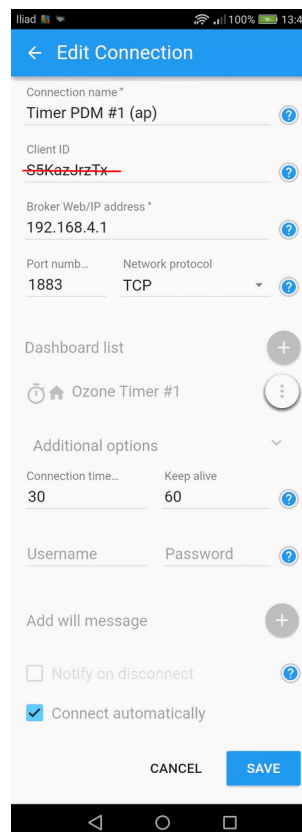 Iliad 100% 13:4
Edit Connection
Connection name *
Timer PDM #1 (ap)
Client ID
S5KazJrzTx
Broker Web/IP address *
192.168.4.1
Port numb... Network protocol
1883 TCP
Dashboard list
Ozone Timer #1
Additional options
Connection time... Keep alive
30 60
Username Password
Add will message
Notify on disconnect
Connect automatically
CANCEL SAVE